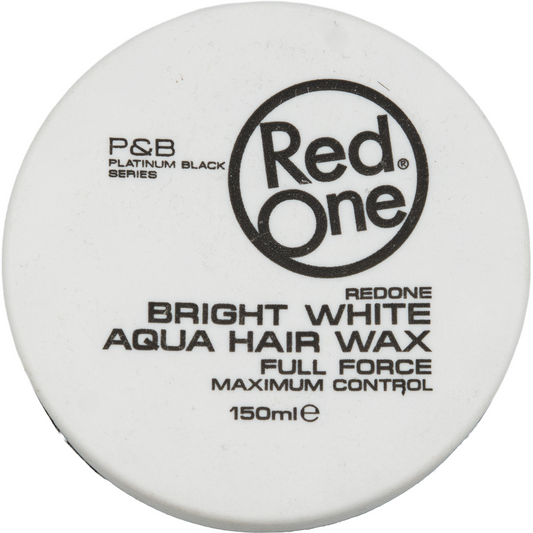 P&B
PLATINUM BLACK
SERIES
Red®
One
REDONE
BRIGHT WHITE
AQUA HAIR WAX
FULL FORCE
MAXIMUM CONTROL
150ml℮